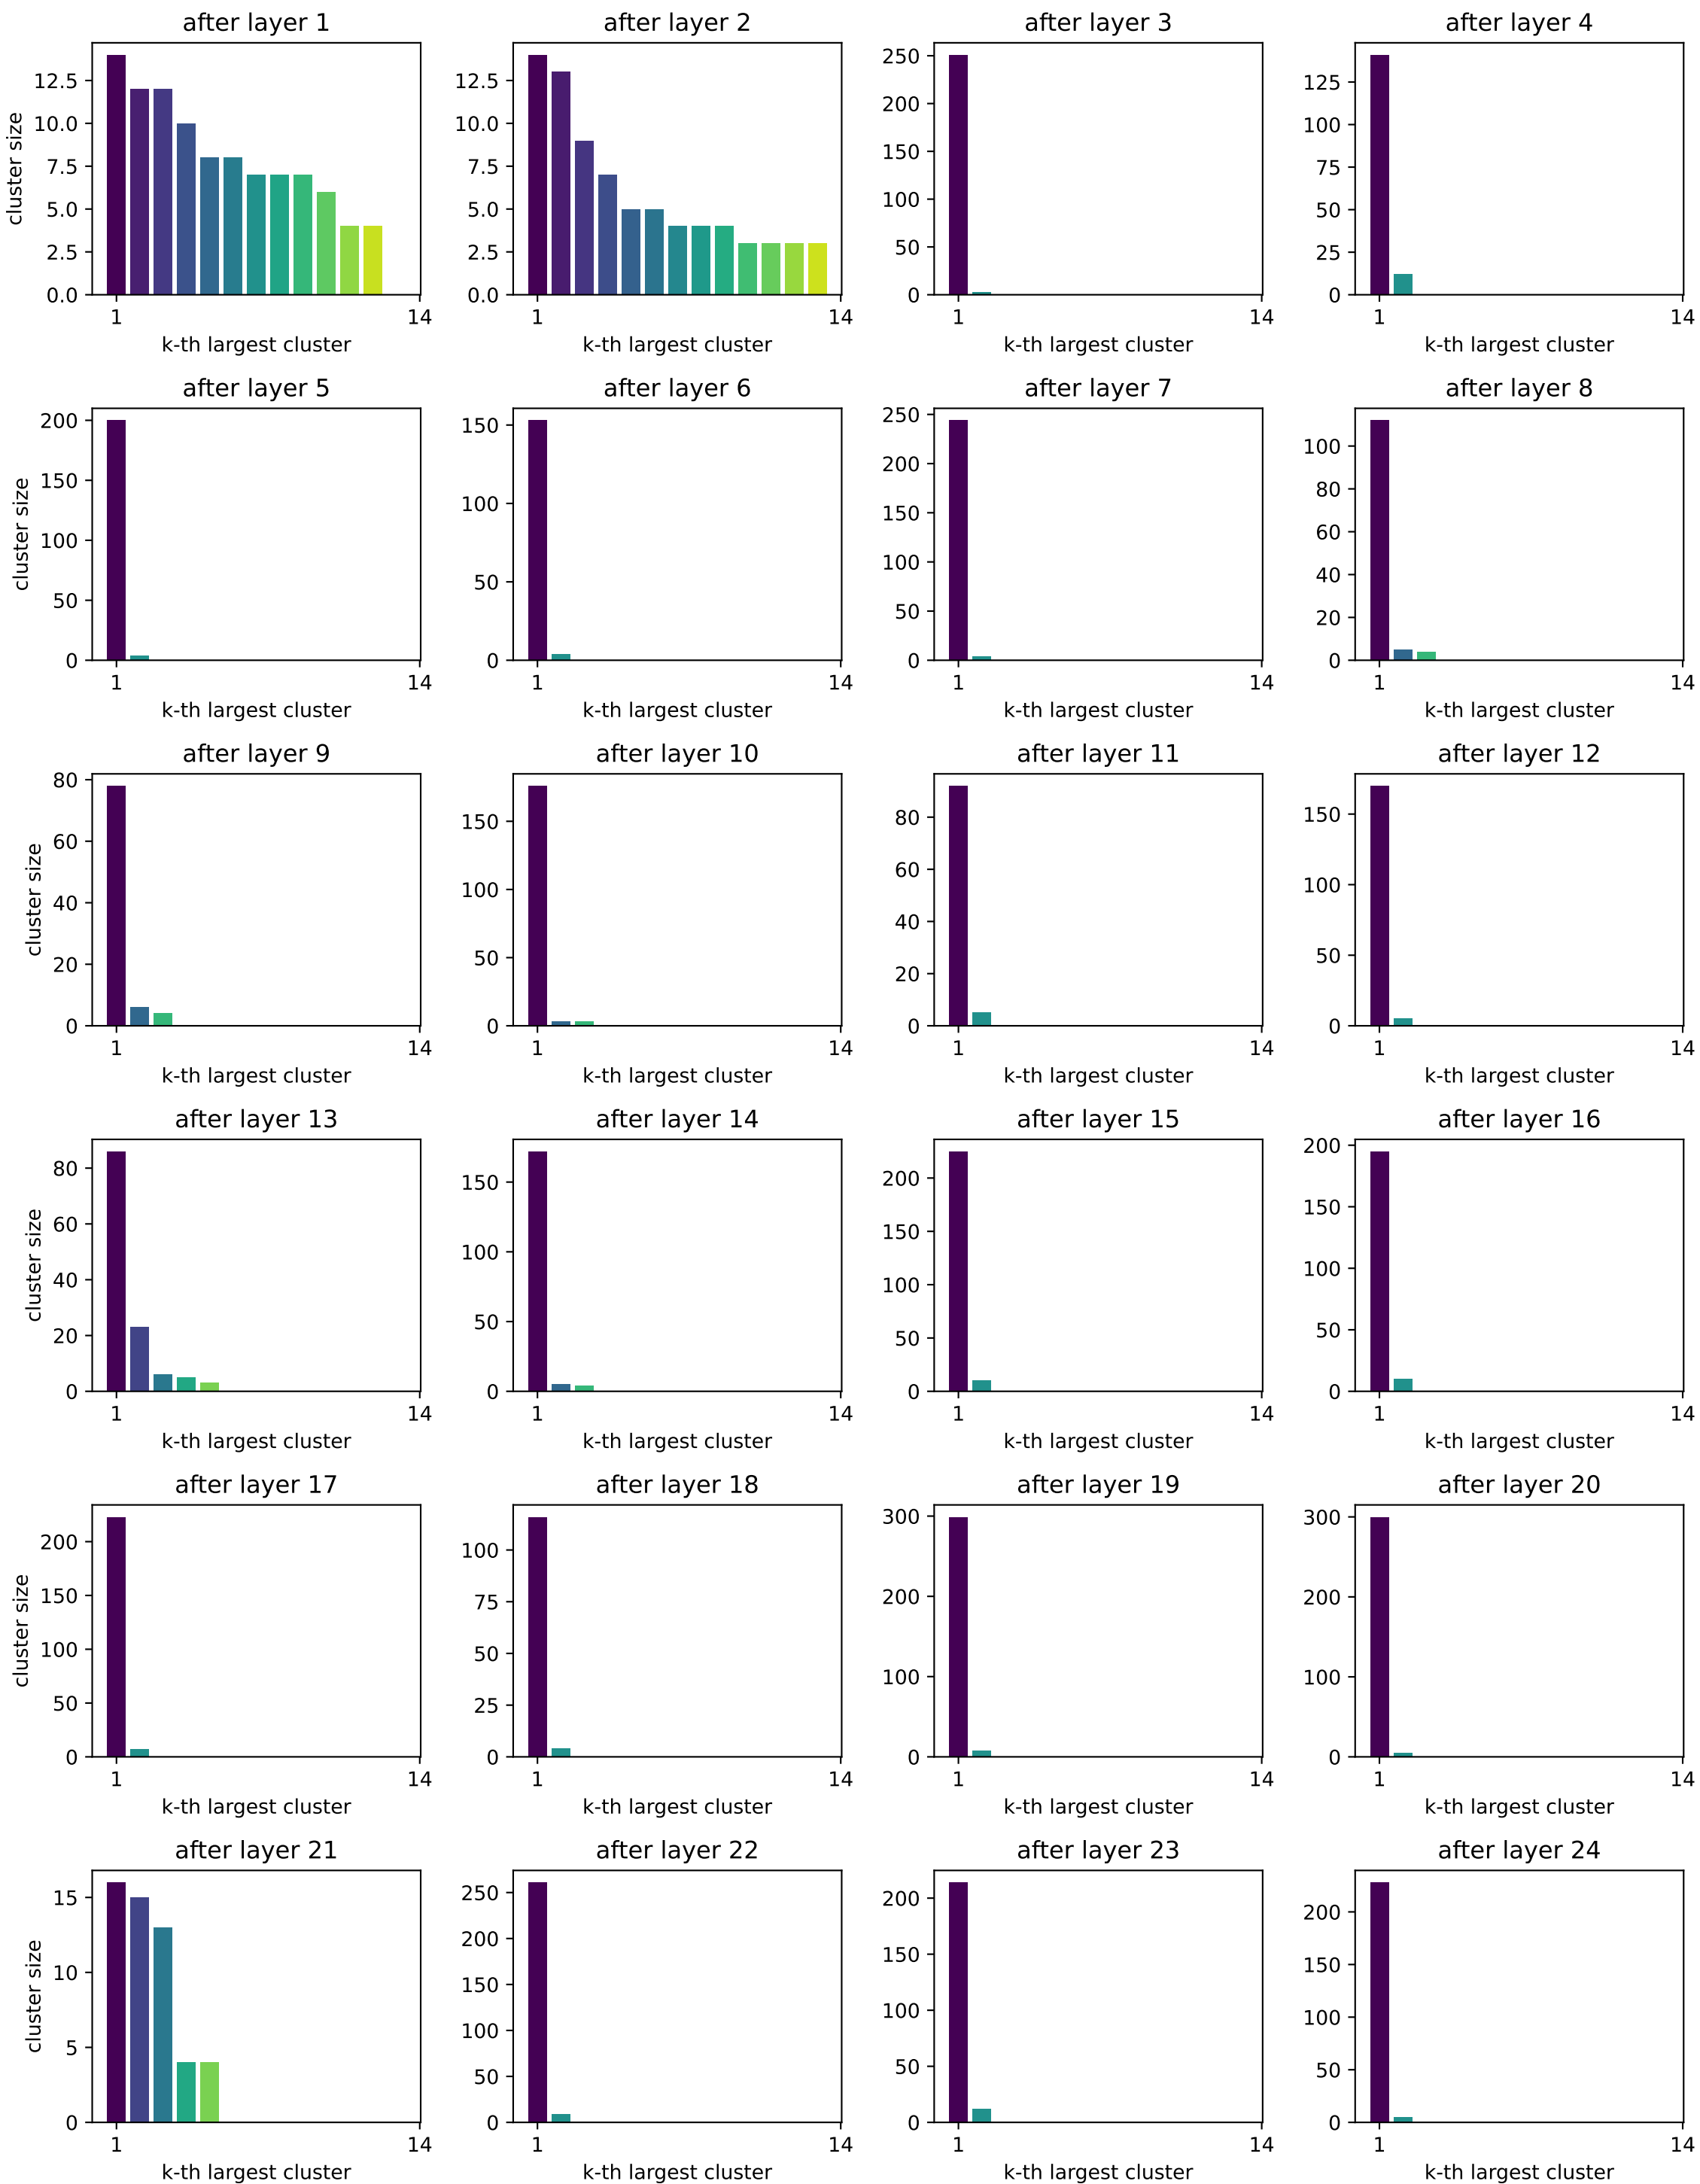 after layer 1
12.5
10.0
7.5
5.0
2.5
0.0
cluster size
1 14
k-th largest cluster
after layer 2
12.5
10.0
7.5
5.0
2.5
0.0
1 14
k-th largest cluster
after layer 3
250
200
150
100
50
0
1 14
k-th largest cluster
after layer 4
125
100
75
50
25
0
1 14
k-th largest cluster
after layer 5
200
150
100
50
0
cluster size
1 14
k-th largest cluster
after layer 6
150
100
50
0
1 14
k-th largest cluster
after layer 7
250
200
150
100
50
0
1 14
k-th largest cluster
after layer 8
100
80
60
40
20
0
1 14
k-th largest cluster
after layer 9
80
60
40
20
0
cluster size
1 14
k-th largest cluster
after layer 10
150
100
50
0
1 14
k-th largest cluster
after layer 11
80
60
40
20
0
1 14
k-th largest cluster
after layer 12
150
100
50
0
1 14
k-th largest cluster
after layer 13
80
60
40
20
0
cluster size
1 14
k-th largest cluster
after layer 14
150
100
50
0
1 14
k-th largest cluster
after layer 15
200
150
100
50
0
1 14
k-th largest cluster
after layer 16
200
150
100
50
0
1 14
k-th largest cluster
after layer 17
200
150
100
50
0
cluster size
1 14
k-th largest cluster
after layer 18
100
75
50
25
0
1 14
k-th largest cluster
after layer 19
300
200
100
0
1 14
k-th largest cluster
after layer 20
300
200
100
0
1 14
k-th largest cluster
after layer 21
15
10
5
0
cluster size
1 14
k-th largest cluster
after layer 22
250
200
150
100
50
0
1 14
k-th largest cluster
after layer 23
200
150
100
50
0
1 14
k-th largest cluster
after layer 24
200
150
100
50
0
1 14
k-th largest cluster